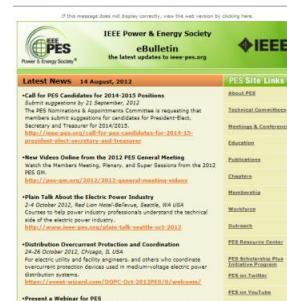 If this message does not display correctly, view the web version by clicking here.
IEEE
PES
Power & Energy Society®
IEEE Power & Energy Society
eBulletin
the latest updates to ieee-pes.org
IEEE
Latest News 14 August, 2012
•Call for PES Candidates for 2014-2015 Positions
Submit suggestions by 21 September, 2012
The PES Nominations & Appointments Committee is requesting that
members submit suggestions for candidates for President-Elect,
Secretary and Treasurer for 2014/2015.
http://ieee-pes.org/call-for-pes-candidates-for-2014-15-
president-elect-secretary-and-treasurer
•New Videos Online from the 2012 PES General Meeting
Watch the Members Meeting, Plenary, and Super Sessions from the 2012
PES GM.
http://pes-gm.org/2012/2012-general-meeting-videos
•Plain Talk About the Electric Power Industry
2-4 October 2012, Red Lion Hotel-Bellevue, Seattle, WA USA
Courses to help power industry professionals understand the technical
side of the electric power industry.
http://www.ieee-pes.org/plain-talk-seattle-oct-2012
•Distribution Overcurrent Protection and Coordination
24-26 October 2012, Chicago, IL USA
For electric utility and facility engineers, and others who coordinate
overcurrent protection devices used in medium-voltage electric power
distribution systems.
https://event-wizard.com/DOPC-Oct-2012PES/0/welcome/
•Present a Webinar for PES
PES Site Links
About PES
Technical Committees
Meetings & Conferenc
Education
Publications
Chapters
Membership
Workforce
Outreach
PES Resource Center
PES Scholarship Plus
Initiative Program
PES on Twitter
PES on YouTube